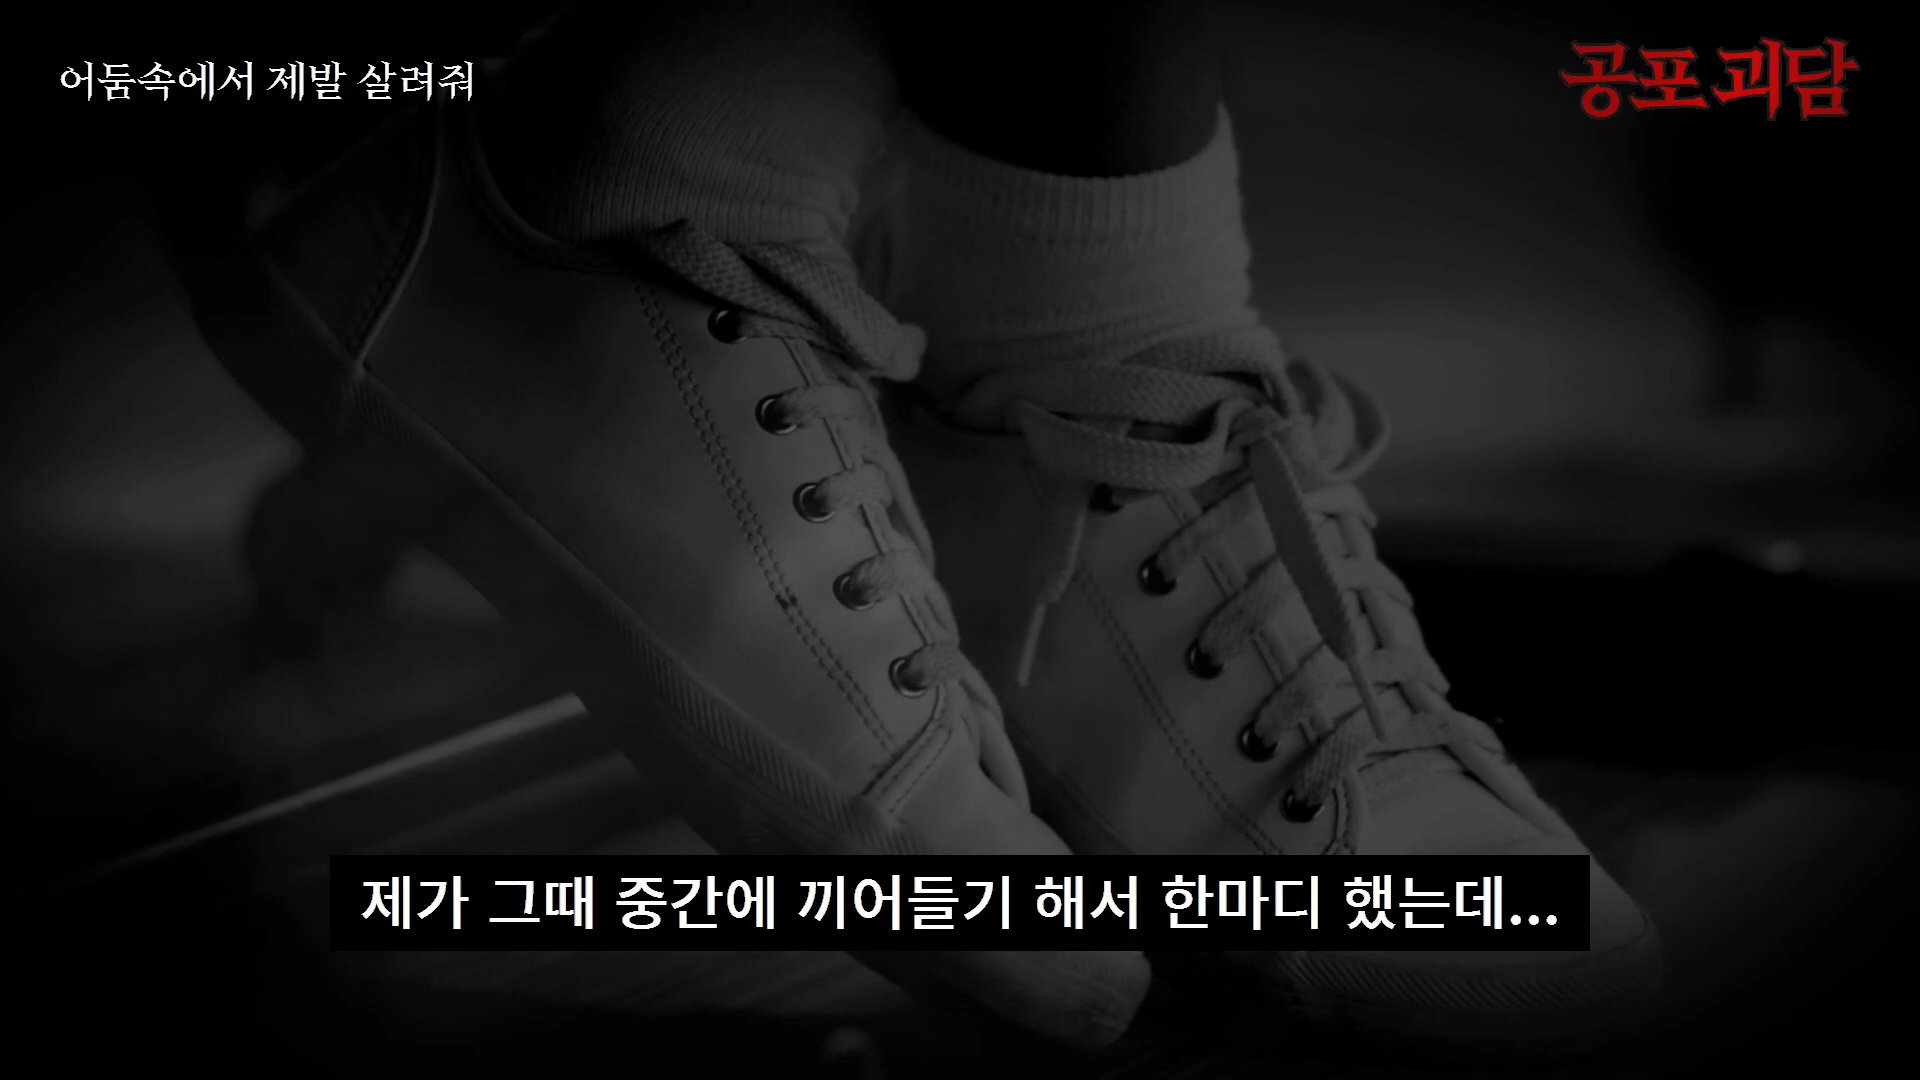 어둠속에서 제발 살려줘
공포 괴담
제가 그때 중간에 끼어들기 해서 한마디 했는데...